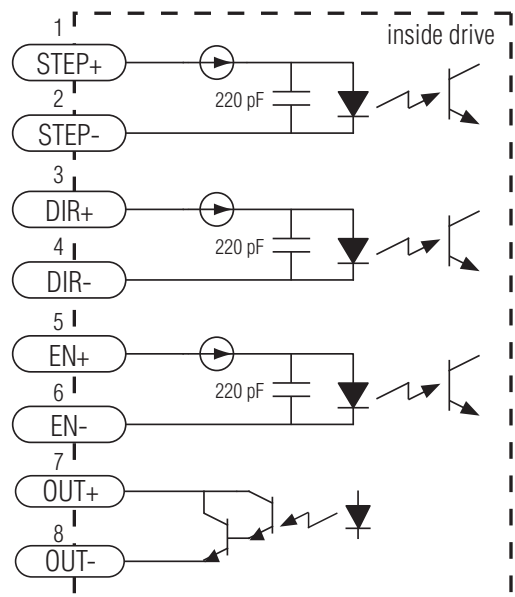 1
inside drive
STEP+
220 pF
2
STEP-
3
DIR+
220 pF
4
DIR-
5
EN+
220 pF
6
EN-
7
OUT+
8
OUT-